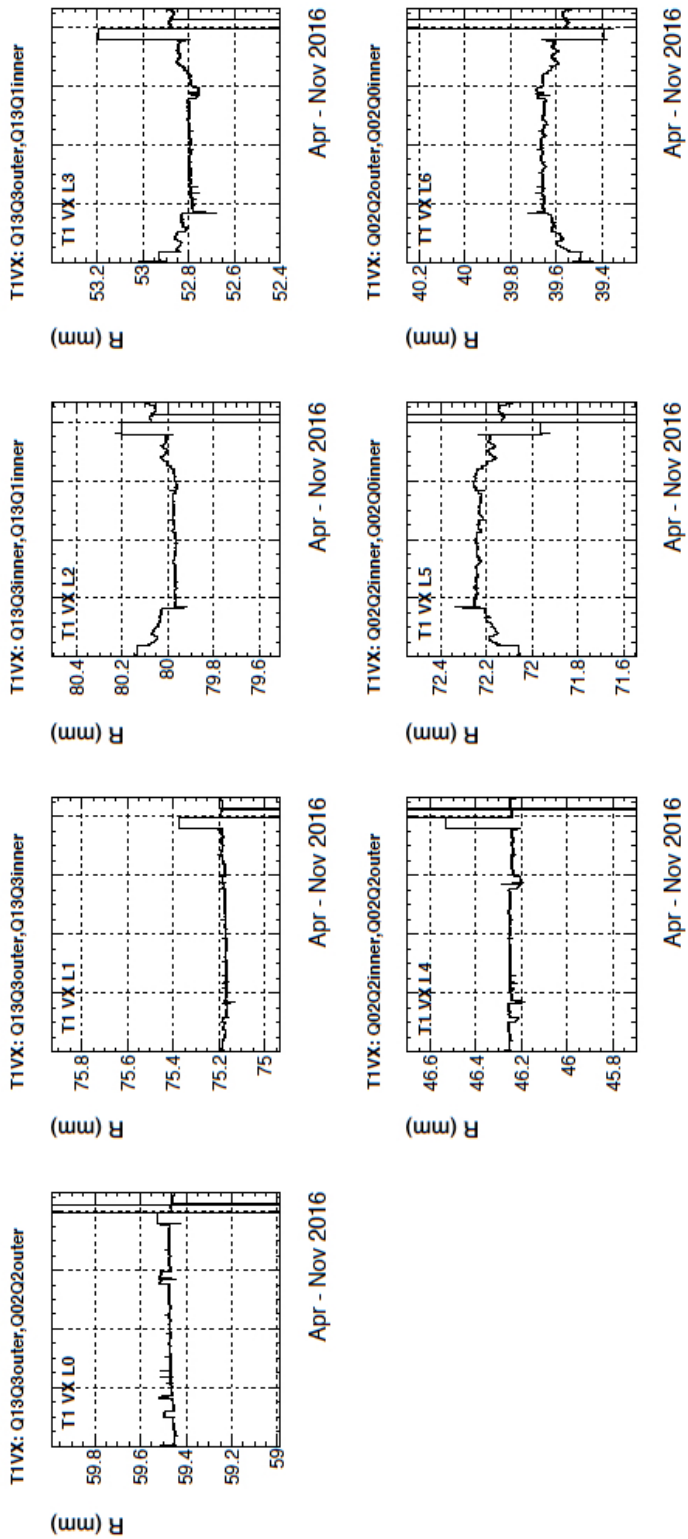 T1VX: Q13Q3outer,Q02Q2outer
R (mm)
T1 VX L0
59.8
59.6
59.4
59.2
59
Apr - Nov 2016
T1VX: Q13Q3outer,Q13Q3inner
R (mm)
T1 VX L1
75.8
75.6
75.4
75.2
75
Apr - Nov 2016
T1VX: Q13Q3inner,Q13Q1inner
R (mm)
T1 VX L2
80.4
80.2
80
79.8
79.6
Apr - Nov 2016
T1VX: Q13Q3outer,Q13Q1inner
R (mm)
T1 VX L3
53.2
53
52.8
52.6
52.4
Apr - Nov 2016
T1VX: Q02Q2inner,Q02Q2outer
R (mm)
T1 VX L4
46.6
46.4
46.2
46
45.8
Apr - Nov 2016
T1VX: Q02Q2inner,Q02Q0inner
R (mm)
T1 VX L5
72.4
72.2
72
71.8
71.6
Apr - Nov 2016
T1VX: Q02Q2outer,Q02Q0inner
R (mm)
T1 VX L6
40.2
40
39.8
39.6
39.4
Apr - Nov 2016